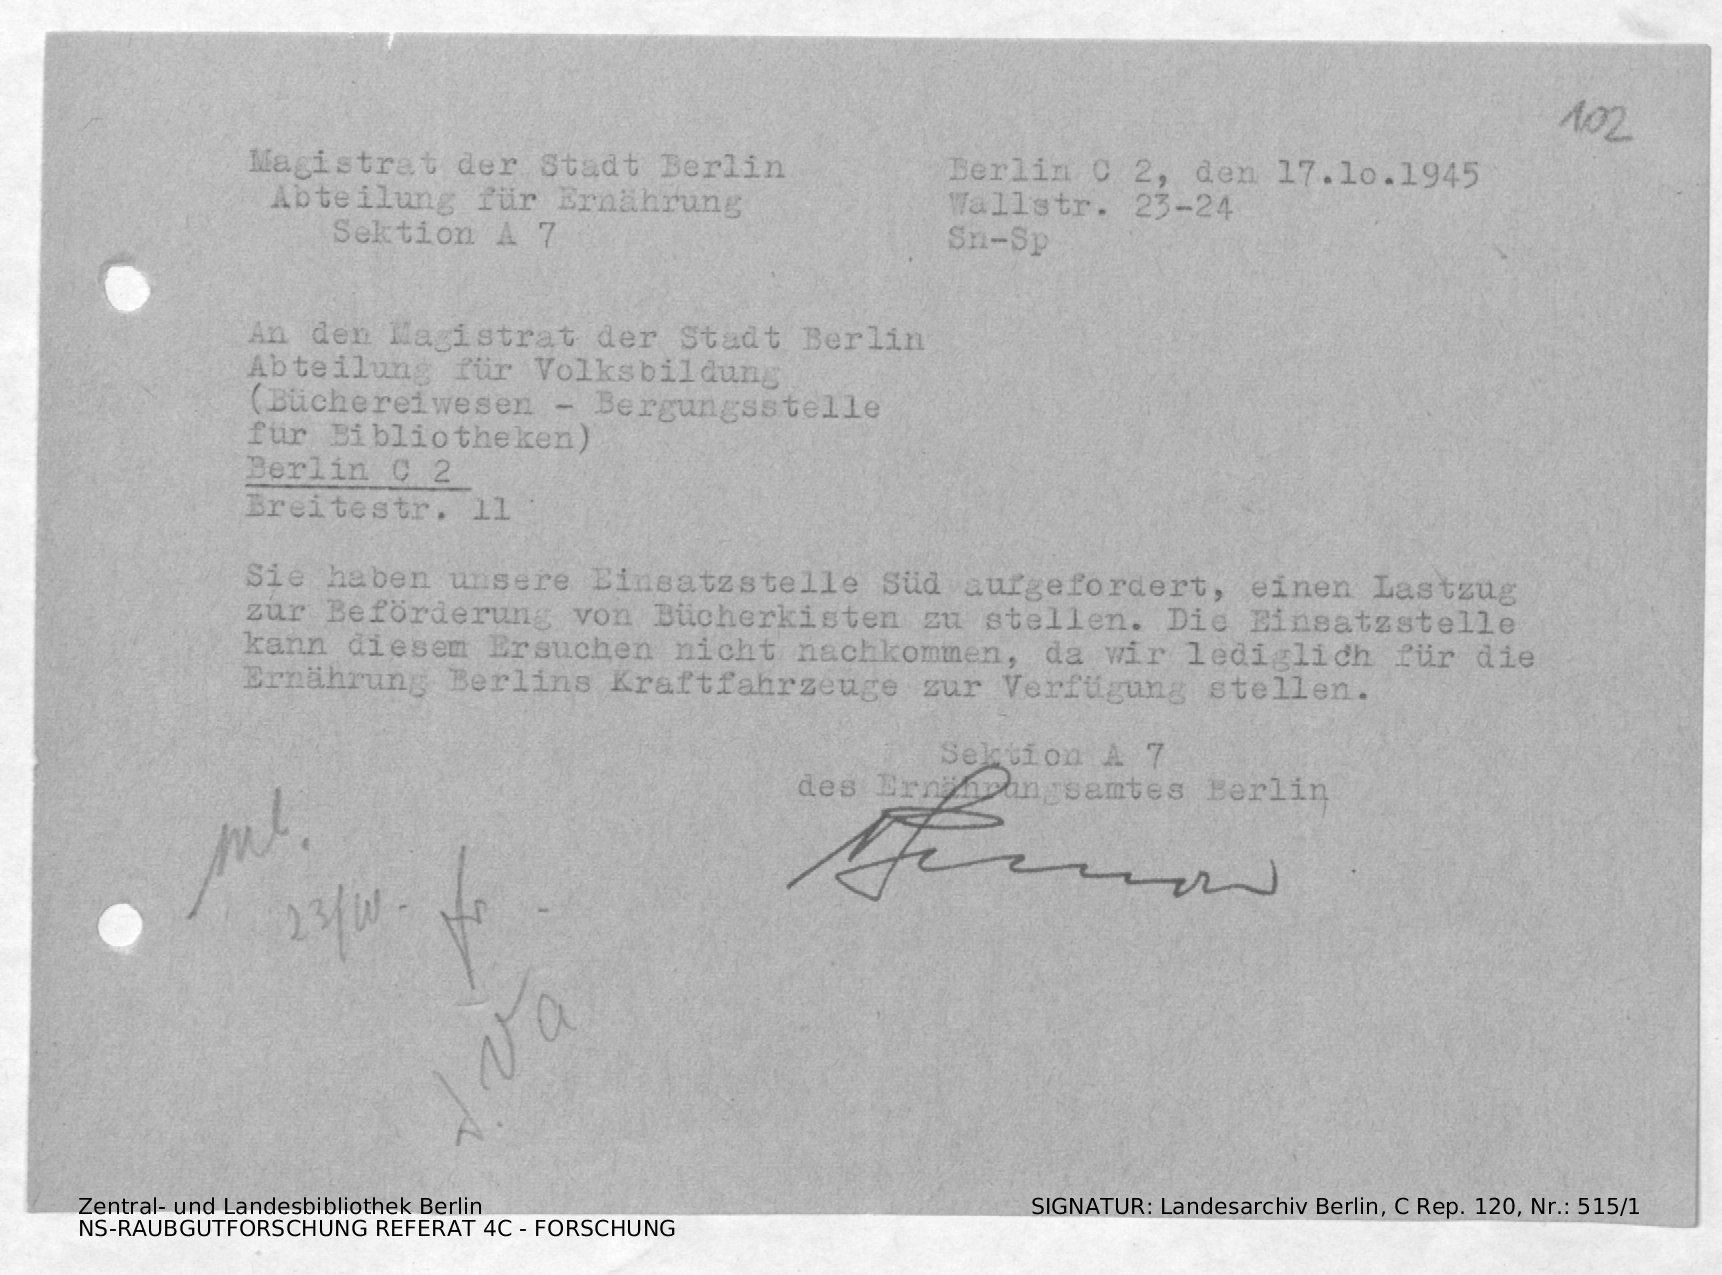 102
Magistrat der Stadt Berlin
Abteilung für Ernährung
Sektion A 7
Berlin C 2, den 17.lo.1945
Wallstr. 23-24
Sn-Sp
An den Magistrat der Stadt Berlin
Abteilung für Volksbildung
(Büchereiwesen - Bergungsstelle
für Bibliotheken)
Berlin C 2
Breitestr. 11
Sie haben unsere Einsatzstelle Süd aufgefordert, einen Lastzug
zur Beförderung von Bücherkisten zu stellen. Die Einsatzstelle
kann diesem Ersuchen nicht nachkommen, da wir lediglich für die
Ernährung Berlins Kraftfahrzeuge zur Verfügung stellen.
Sektion A 7
des Ernährungsamtes Berlin
Zentral- und Landesbibliothek Berlin
NS-RAUBGUTFORSCHUNG REFERAT 4C - FORSCHUNG
SIGNATUR: Landesarchiv Berlin, C Rep. 120, Nr.: 515/1